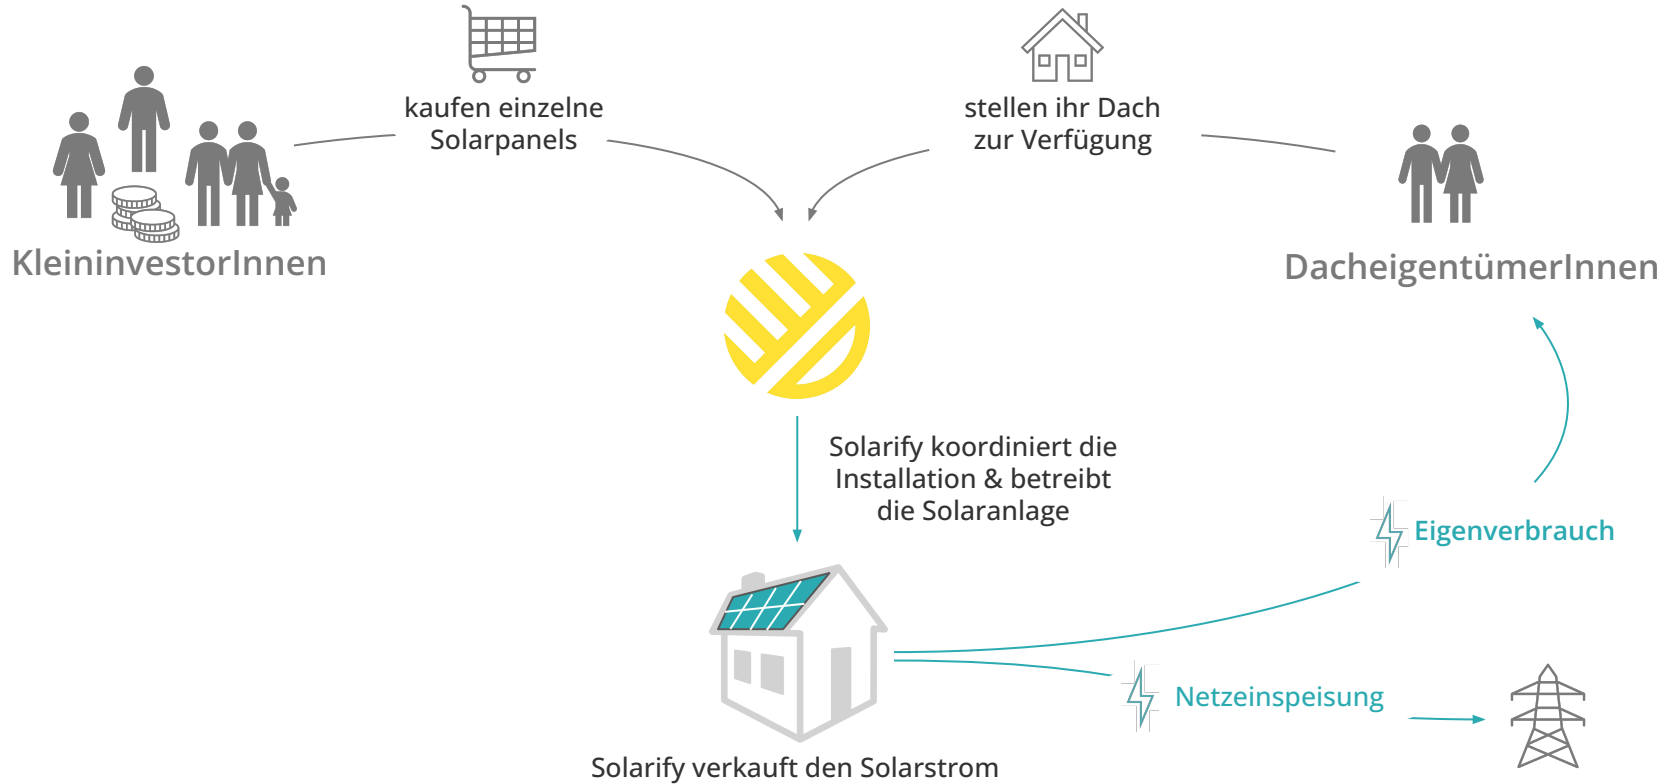 kaufen einzelne
Solarpanels
stellen ihr Dach
zur Verfügung
KleininvestorInnen
DacheigentümerInnen
Solarify koordiniert die
Installation & betreibt
die Solaranlage
Eigenverbrauch
Netzeinspeisung
Solarify verkauft den Solarstrom